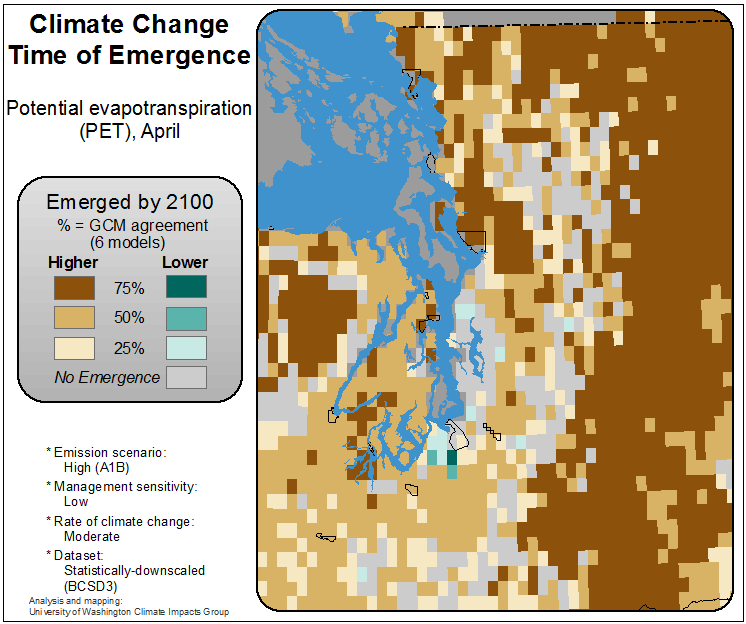 Climate Change
Time of Emergence
Potential evapotranspiration
(PET), April
Emerged by 2100
% = GCM agreement
(6 models)
Higher Lower
75%
50%
25%
No Emergence
* Emission scenario:
High (A1B)
* Management sensitivity:
Low
* Rate of climate change:
Moderate
* Dataset:
Statistically-downscaled
(BCSD3)
Analysis and mapping:
University of Washington Climate Impacts Group